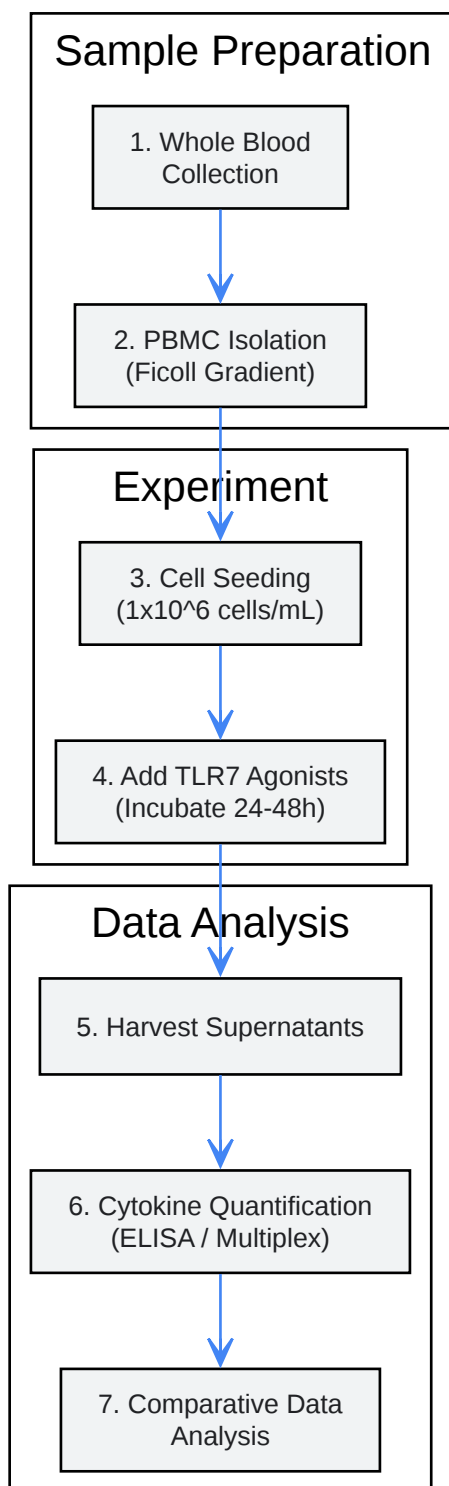 Sample Preparation
1. Whole Blood
Collection
2. PBMC Isolation
(Ficoll Gradient)
Experiment
3. Cell Seeding
(1x10^6 cells/mL)
4. Add TLR7 Agonists
(Incubate 24-48h)
Data Analysis
5. Harvest Supernatants
6. Cytokine Quantification
(ELISA / Multiplex)
7. Comparative Data
Analysis